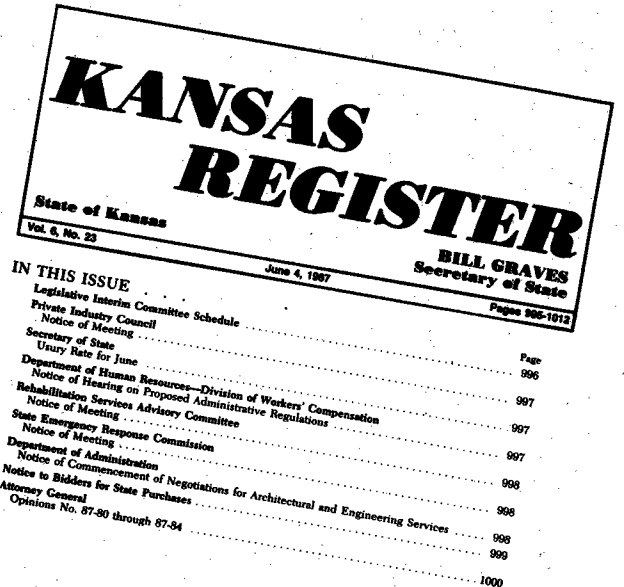 KANSAS
REGISTER
State of Kansas
BILL GRAVES
Secretary of State
Vol. 6, No. 23
June 4, 1987
Pages 995-1012
IN THIS ISSUE . . .
Page
Legislative Interim Committee Schedule ........ 996
Private Industry Council
Notice of Meeting ........ 997
Secretary of State
Usury Rate for June ........ 997
Department of Human Resources—Division of Workers' Compensation
Notice of Hearing on Proposed Administrative Regulations ........ 997
Rehabilitation Services Advisory Committee
Notice of Meeting ........ 998
State Emergency Response Commission
Notice of Meeting ........ 998
Department of Administration
Notice of Commencement of Negotiations for Architectural and Engineering Services ........ 998
Notice to Bidders for State Purchases ........ 999
Attorney General
Opinions No. 87-80 through 87-84 ........ 1000